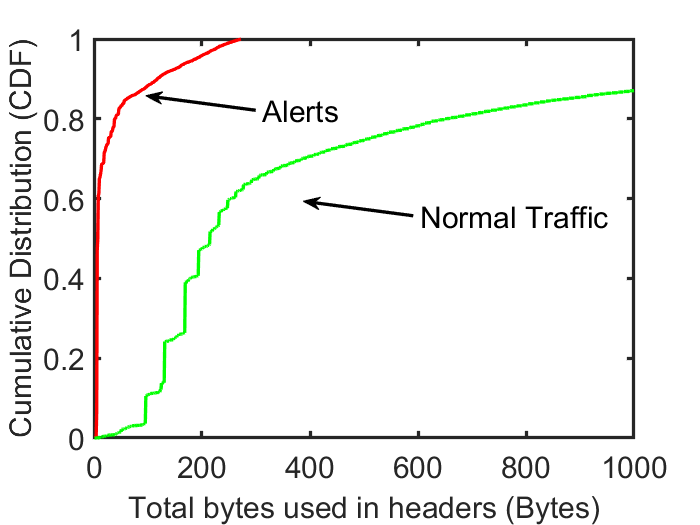 Cumulative Distribution (CDF)
1
0.8
0.6
0.4
0.2
0
Alerts
Normal Traffic
0 200 400 600 800 1000
Total bytes used in headers (Bytes)